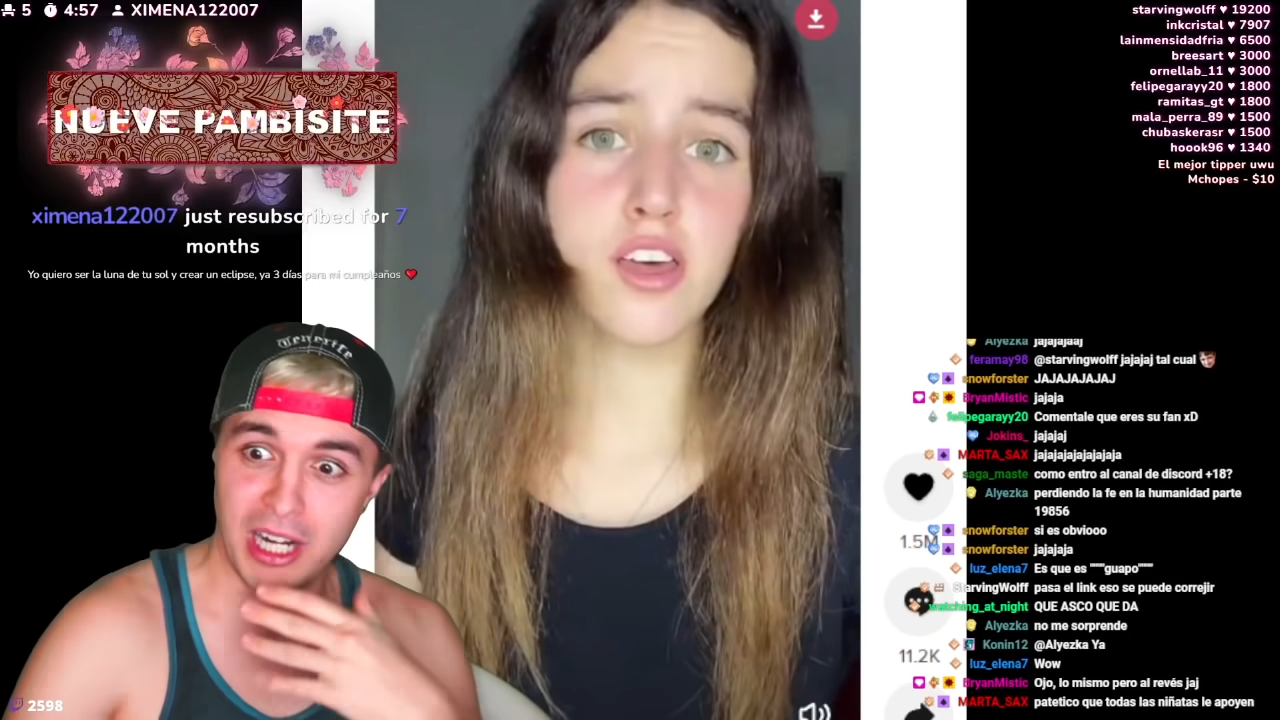 5 4:57 XIMENA122007
NUEVE PAMBISITE
ximena122007 just resubscribed for 7
months
Yo quiero ser la luna de tu sol y crear un eclipse, ya 3 días para mi cumpleaños ❤️
Tenerife
2598
1.5M
11.2K
starvingwolff ♥ 19200
inkcristal ♥ 7907
lainmensidadfria ♥ 6500
breesart ♥ 3000
ornellab_11 ♥ 3000
felipegarayy20 ♥ 1800
ramitas_gt ♥ 1800
mala_perra_89 ♥ 1500
chubaskerasr ♥ 1500
hoook96 ♥ 1340
El mejor tipper uwu
Mchopes - $10
Alyezka jajajajaaj
feramay98 @starvingwolff jajajaj tal cual
snowforster JAJAJAJAJAJ
BryanMistic jajaja
felipegarayy20 Comentale que eres su fan xD
Jokins_ jajajaj
MARTA_SAX jajajajajajajajaja
saga_maste como entro al canal de discord +18?
Alyezka perdiendo la fe en la humanidad parte
19856
snowforster si es obviooo
snowforster jajajaja
luz_elena7 Es que es """"guapo""""
StarvingWolff pasa el link eso se puede correjir
watching_at_night QUE ASCO QUE DA
Alyezka no me sorprende
Konin12 @Alyezka Ya
luz_elena7 Wow
BryanMistic Ojo, lo mismo pero al revés jaj
MARTA_SAX patetico que todas las niñatas le apoyen